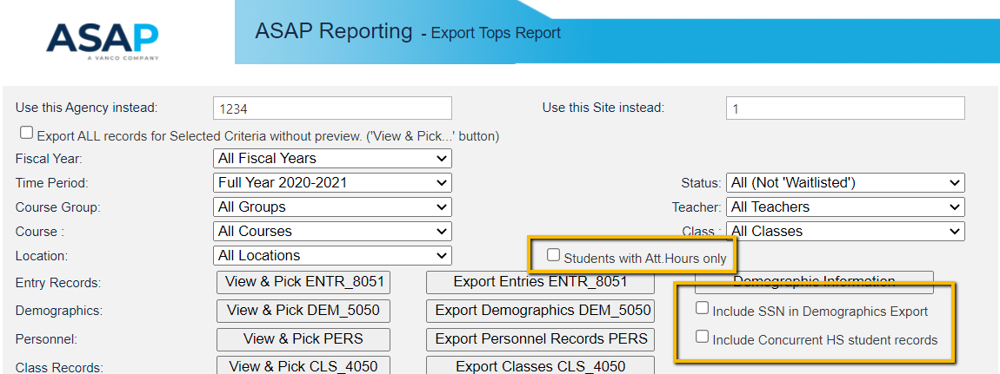 ASAP
A VANCO COMPANY
ASAP Reporting - Export Tops Report
Use this Agency instead: 1234 Use this Site instead: 1
Export ALL records for Selected Criteria without preview. ('View & Pick...' button)
Fiscal Year: All Fiscal Years
Time Period: Full Year 2020-2021 Status: All (Not 'Waitlisted')
Course Group: All Groups Teacher: All Teachers
Course : All Courses Class : All Classes
Location: All Locations Students with Att.Hours only
Entry Records: View & Pick ENTR_8051 Export Entries ENTR_8051 Demographic Information
Demographics: View & Pick DEM_5050 Export Demographics DEM_5050 Include SSN in Demographics Export
Personnel: View & Pick PERS Export Personnel Records PERS Include Concurrent HS student records
Class Records: View & Pick CLS_4050 Export Classes CLS_4050